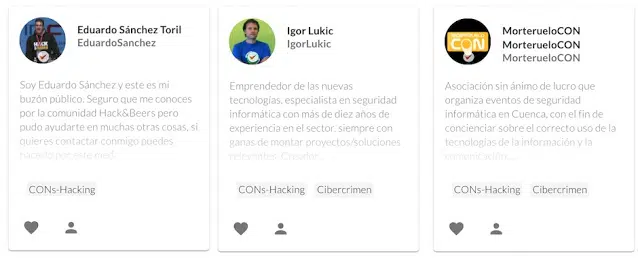 Eduardo Sánchez Toril
EduardoSanchez
Soy Eduardo Sánchez y este es mi
buzón público. Seguro que me conoces
por la comunidad Hack&Beers pero
pudo ayudarte en muchas otras cosas, si
quieres contactar conmigo puedes
hacerlo por este med
CONs-Hacking
Igor Lukic
IgorLukic
Emprendedor de las nuevas
tecnologías, especialista en seguridad
informática con más de diez años de
experiencia en el sector, siempre con
ganas de montar proyectos/soluciones
CONs-Hacking Cibercrimen
MorterueloCON
MorterueloCON
MorterueloCON
CON
Asociación sin ánimo de lucro que
organiza eventos de seguridad
informática en Cuenca, con el fin de
concienciar sobre el correcto uso de la
tecnologías de la información y la
comunicación...
CONs-Hacking Cibercrimen